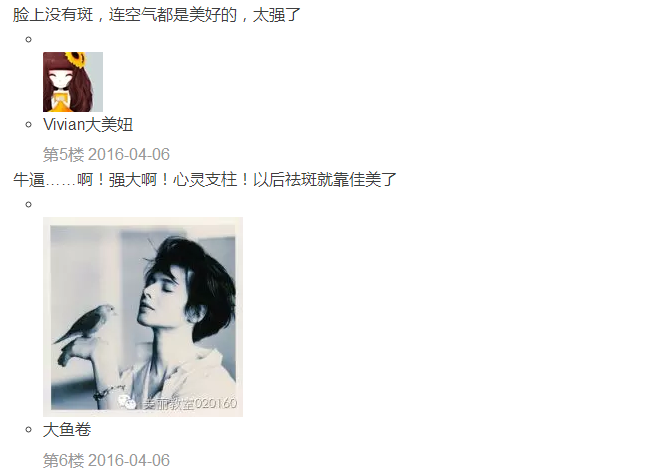 脸上没有斑，连空气都是美好的，太强了
Vivian大美妞
第5楼 2016-04-06
牛逼……啊！强大啊！心灵支柱！以后祛斑就靠佳美了
美丽教室020160
大鱼卷
第6楼 2016-04-06